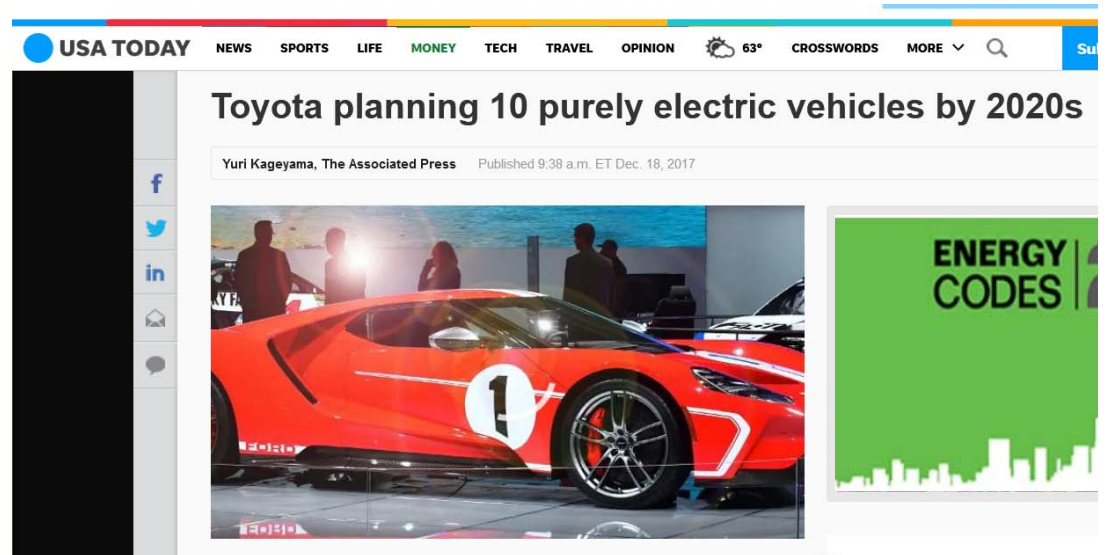 USA TODAY
NEWS SPORTS LIFE MONEY TECH TRAVEL OPINION 63° CROSSWORDS MORE
Toyota planning 10 purely electric vehicles by 2020s
Yuri Kageyama, The Associated Press Published 9:38 a.m. ET Dec. 18, 2017
f
in
1
FORD
ENERGY
CODES